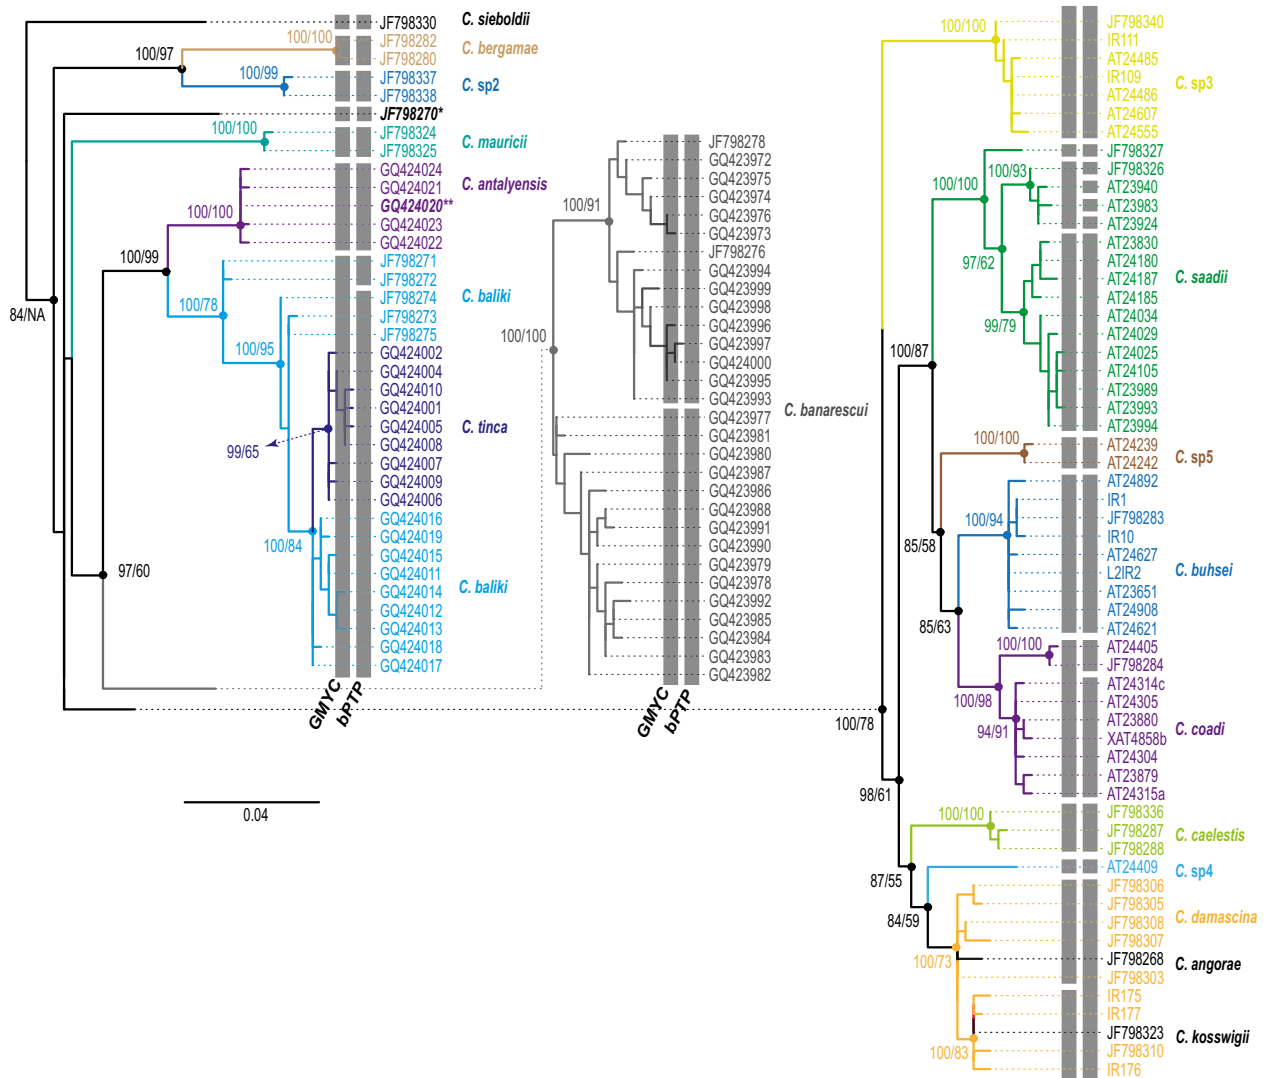 JF798330
C. sieboldii
100/100
JF798282
JF798280
C. bergamae
100/97
100/99
JF798337
JF798338
C. sp2
JF798270*
100/100
JF798324
JF798325
C. mauricii
GQ424024
GQ424021
GQ424020**
GQ424023
GQ424022
C. antalyensis
100/100
100/99
JF798271
JF798272
JF798274
JF798273
JF798275
C. baliki
100/78
84/NA
100/95
GQ424002
GQ424004
GQ424010
GQ424001
GQ424005
GQ424008
GQ424007
GQ424009
GQ424006
C. tinca
99/65
GQ424016
GQ424019
GQ424015
GQ424011
GQ424014
GQ424012
GQ424013
GQ424018
GQ424017
C. baliki
100/84
97/60
GMYC
bPTP
0.04
JF798278
GQ423972
GQ423975
GQ423974
GQ423976
GQ423973
JF798276
GQ423994
GQ423999
GQ423998
GQ423996
GQ423997
GQ424000
GQ423995
GQ423993
100/91
100/100
C. banarescui
GQ423977
GQ423981
GQ423980
GQ423987
GQ423986
GQ423988
GQ423991
GQ423990
GQ423979
GQ423978
GQ423992
GQ423985
GQ423984
GQ423983
GQ423982
GMYC
bPTP
100/100
JF798340
IR111
AT24485
IR109
AT24486
AT24607
AT24555
C. sp3
JF798327
JF798326
AT23940
AT23983
AT23924
AT23830
AT24180
AT24187
AT24185
AT24034
AT24029
AT24025
AT24105
AT23989
AT23993
AT23994
C. saadii
100/93
100/100
97/62
99/79
100/87
100/100
AT24239
AT24242
C. sp5
AT24892
IR1
JF798283
IR10
AT24627
L2IR2
AT23651
AT24908
AT24621
C. buhsei
100/94
85/58
85/63
100/100
AT24405
JF798284
AT24314c
AT24305
AT23880
XAT4858b
AT24304
AT23879
AT24315a
C. coadi
100/98
94/91
100/78
98/61
100/100
JF798336
JF798287
JF798288
C. caelestis
87/55
AT24409
C. sp4
84/59
JF798306
JF798305
JF798308
JF798307
C. damascina
JF798268
C. angorae
100/73
JF798303
IR175
IR177
JF798323
C. kosswigii
JF798310
IR176
100/83